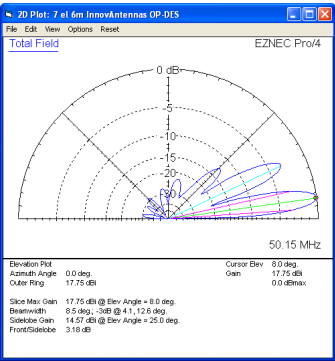 2D Plot: 7 el 6m InnovAntennas OP-DES
File Edit View Options Reset
Total Field EZNEC Pro/4
0 dB
-5
-10
-15
-20
-30
50.15 MHz
Elevation Plot Cursor Elev 8.0 deg.
Azimuth Angle 0.0 deg. Gain 17.75 dBi
Outer Ring 17.75 dBi 0.0 dBmax
Slice Max Gain 17.75 dBi @ Elev Angle = 8.0 deg.
Beamwidth 8.5 deg.; -3dB @ 4.1, 12.6 deg.
Sidelobe Gain 14.57 dBi @ Elev Angle = 25.0 deg.
Front/Sidelobe 3.18 dB